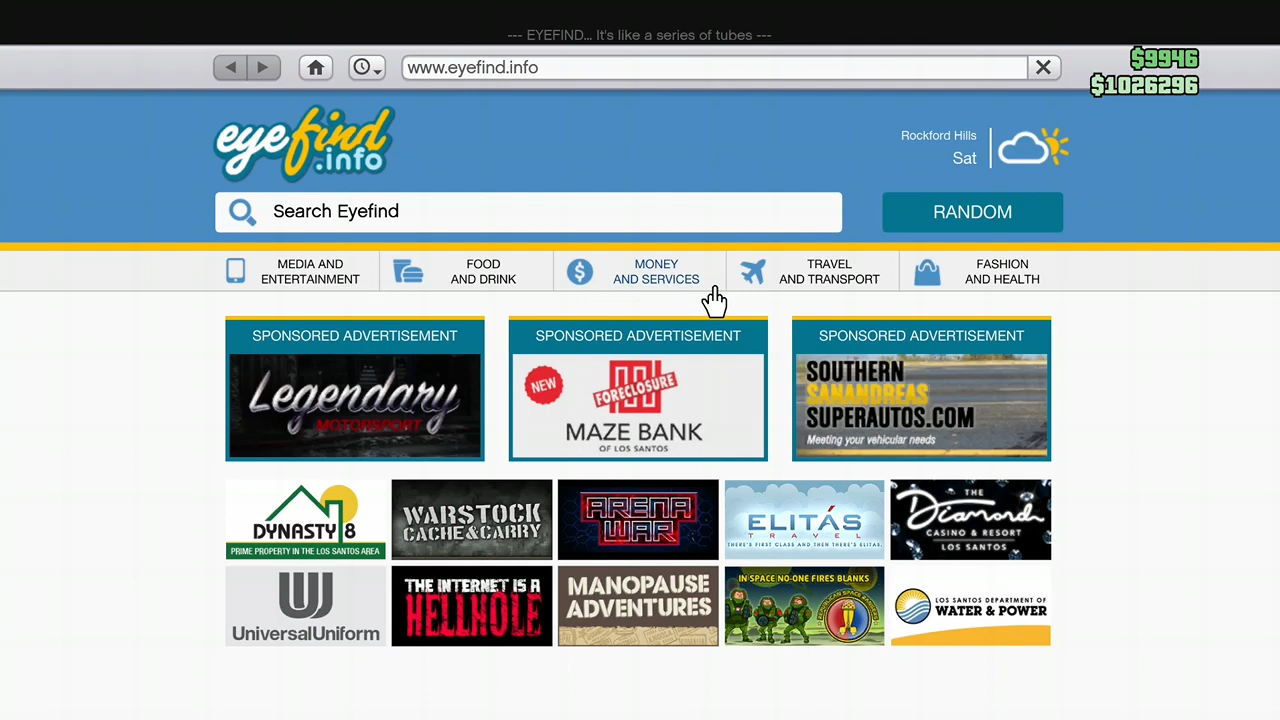 --- EYEFIND... It's like a series of tubes ---
www.eyefind.info
$9946
$1026296
eyefind
.info
Rockford Hills
Sat
Search Eyefind
RANDOM
MEDIA AND
ENTERTAINMENT
FOOD
AND DRINK
MONEY
AND SERVICES
TRAVEL
AND TRANSPORT
FASHION
AND HEALTH
SPONSORED ADVERTISEMENT
Legendary
MOTORSPORT
SPONSORED ADVERTISEMENT
NEW
FORECLOSURE
MAZE BANK
OF LOS SANTOS
SPONSORED ADVERTISEMENT
SOUTHERN
SANANDREAS
SUPERAUTOS.COM
Meeting your vehicular needs
DYNASTY 8
PRIME PROPERTY IN THE LOS SANTOS AREA
WARSTOCK
CACHE & CARRY
ARENA
WAR
ELITÁS
TRAVEL
THERE'S FIRST CLASS AND THEN THERE'S ELITAS.
THE
Diamond
CASINO & RESORT
LOS SANTOS
UniversalUniform
THE INTERNET IS A
HELLHOLE
MANOPAUSE
ADVENTURES
IN SPACE NO-ONE FIRES BLANKS
REPUBLICAN SPACE RANGERS
LOS SANTOS DEPARTMENT OF
WATER & POWER